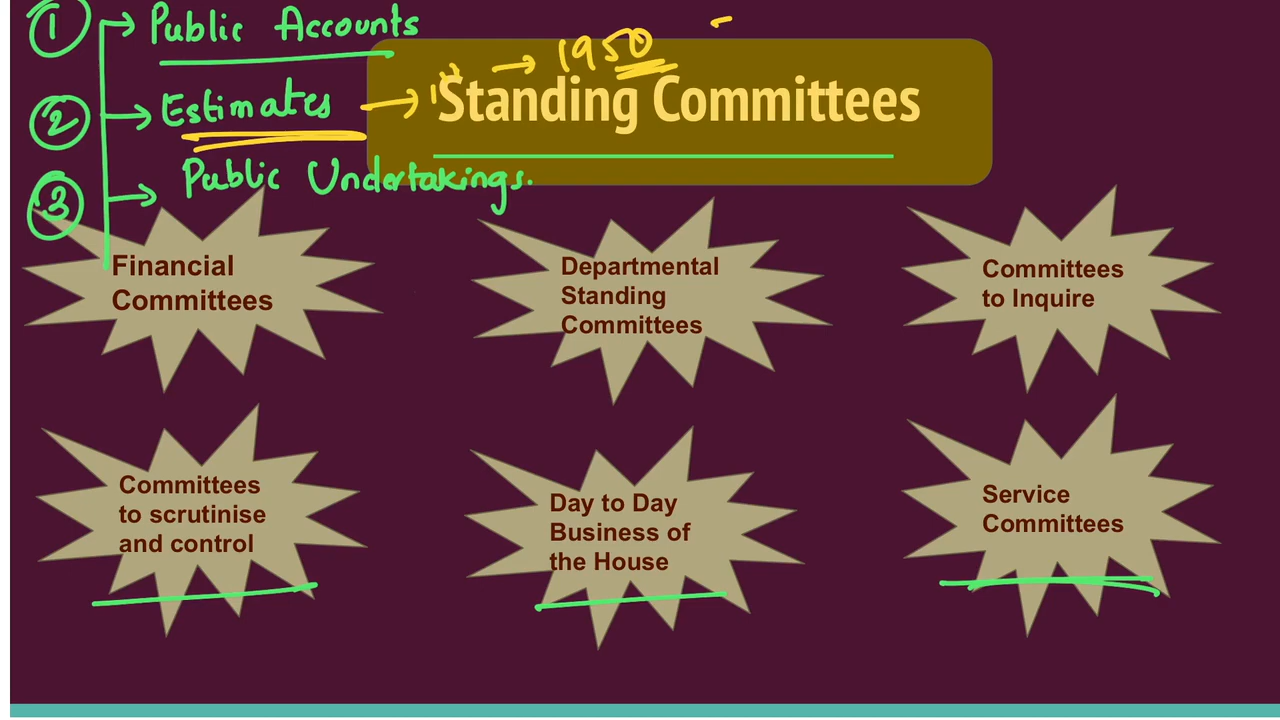 1 → Public Accounts
2 → Estimates → 1st → 1950
3 → Public Undertakings.
Standing Committees
Financial
Committees
Departmental
Standing
Committees
Committees
to Inquire
Committees
to scrutinise
and control
Day to Day
Business of
the House
Service
Committees